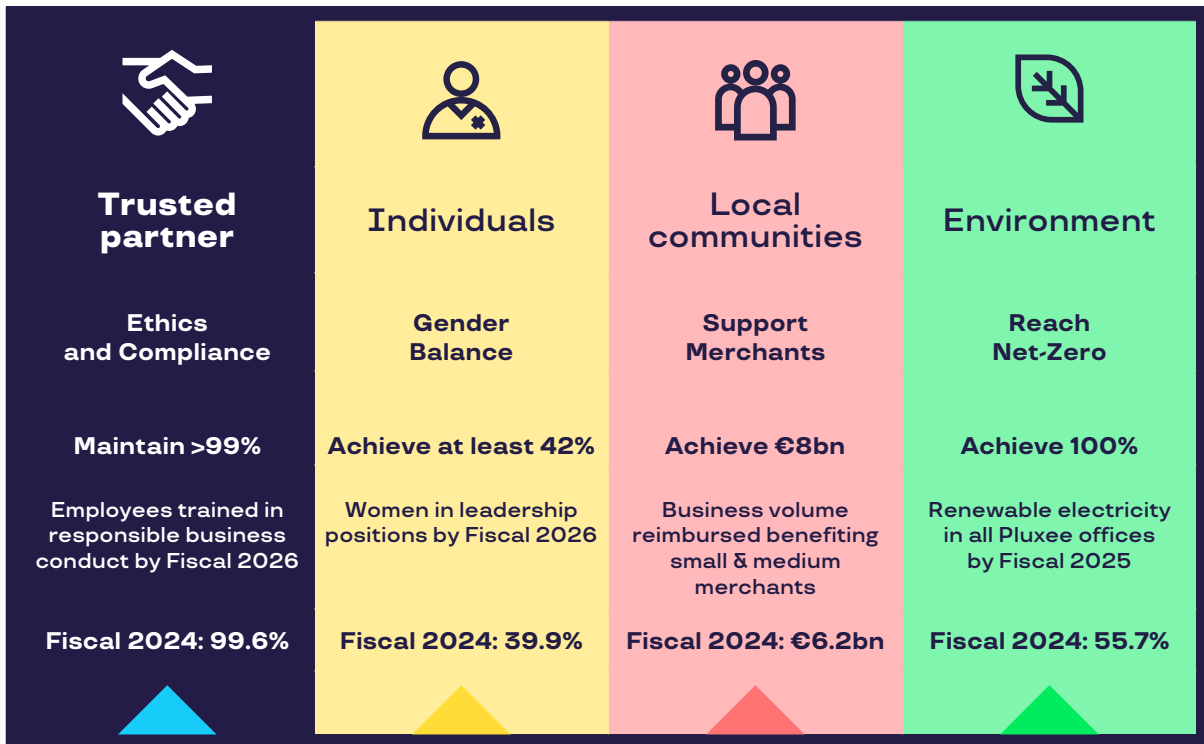 Trusted
partner
Ethics
and Compliance
Maintain >99%
Employees trained in
responsible business
conduct by Fiscal 2026
Fiscal 2024: 99.6%
Individuals
Gender
Balance
Achieve at least 42%
Women in leadership
positions by Fiscal 2026
Fiscal 2024: 39.9%
Local
communities
Support
Merchants
Achieve €8bn
Business volume
reimbursed benefiting
small & medium
merchants
Fiscal 2024: €6.2bn
Environment
Reach
Net-Zero
Achieve 100%
Renewable electricity
in all Pluxee offices
by Fiscal 2025
Fiscal 2024: 55.7%